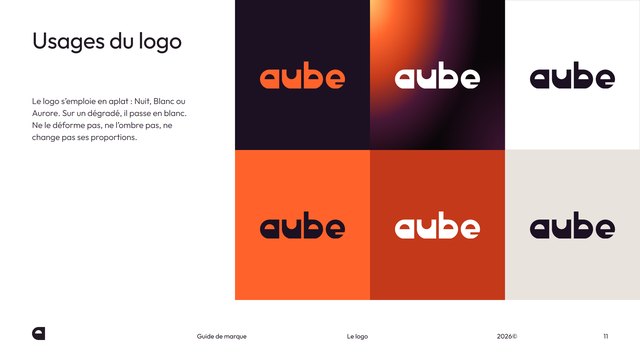 Usages du logo
Le logo s'emploie en aplat : Nuit, Blanc ou
Aurore. Sur un dégradé, il passe en blanc.
Ne le déforme pas, ne l'ombre pas, ne
change pas ses proportions.
aube
aube
aube
aube
aube
aube
a
Guide de marque
Le logo
2026©
11